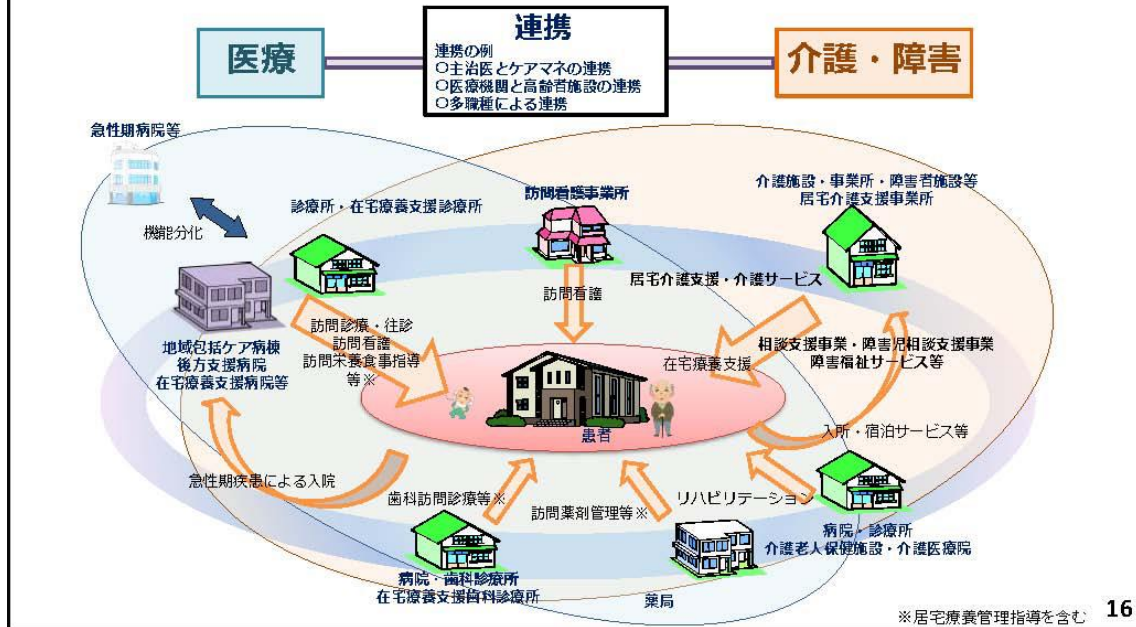 医療
連携
連携の例
○主治医とケアマネの連携
○医療機関と高齢者施設の連携
○多職種による連携
介護・障害
急性期病院等
機能分化
診療所・在宅療養支援診療所
訪問看護事業所
介護施設・事業所・障害者施設等
居宅介護支援事業所
訪問看護
居宅介護支援・介護サービス
地域包括ケア病棟
後方支援病院
在宅療養支援病院等
訪問診療・往診
訪問看護
訪問栄養食事指導
等※
在宅療養支援
相談支援事業・障害児相談支援事業
障害福祉サービス等
患者
入所・宿泊サービス等
急性期疾患による入院
歯科訪問診療等※
訪問薬剤管理等※
リハビリテーション
病院・歯科診療所
在宅療養支援歯科診療所
薬局
病院・診療所
介護老人保健施設・介護医療院
※居宅療養管理指導を含む
16